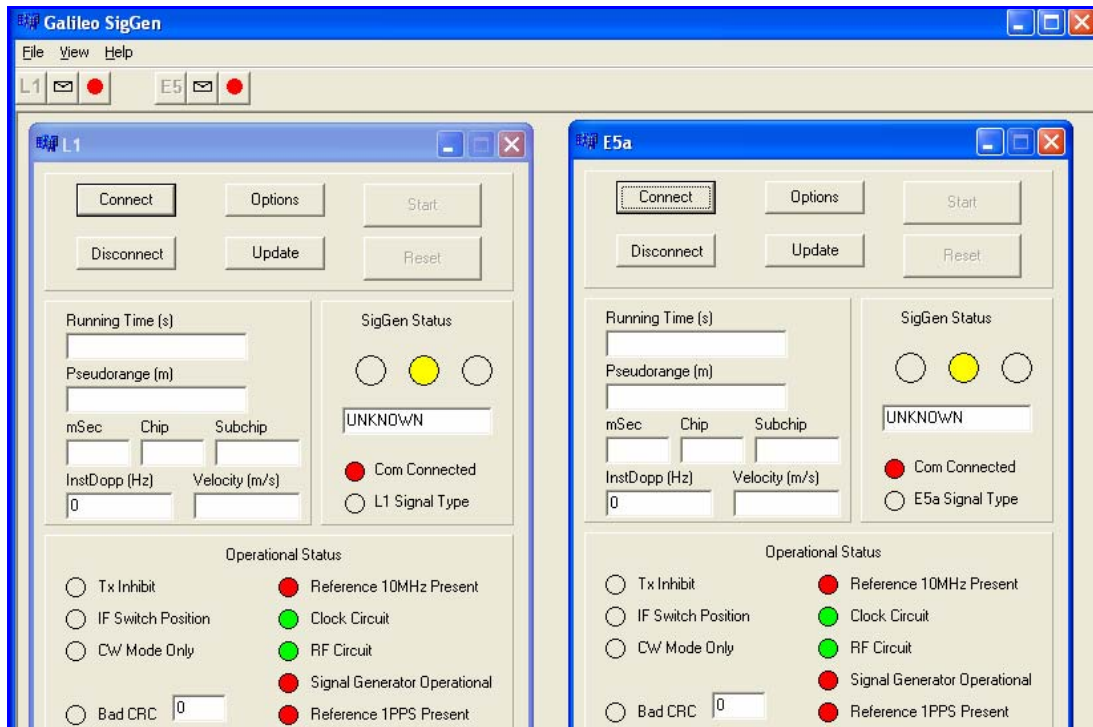 Galileo SigGen
File View Help
L1 E5
L1
Connect Options Start
Disconnect Update Reset
Running Time (s)
Pseudorange (m)
mSec Chip Subchip
InstDopp (Hz) Velocity (m/s)
0
SigGen Status
UNKNOWN
Com Connected
L1 Signal Type
Operational Status
Tx Inhibit Reference 10MHz Present
IF Switch Position Clock Circuit
CW Mode Only RF Circuit
Signal Generator Operational
Bad CRC 0 Reference 1PPS Present
E5a
Connect Options Start
Disconnect Update Reset
Running Time (s)
Pseudorange (m)
mSec Chip Subchip
InstDopp (Hz) Velocity (m/s)
0
SigGen Status
UNKNOWN
Com Connected
E5a Signal Type
Operational Status
Tx Inhibit Reference 10MHz Present
IF Switch Position Clock Circuit
CW Mode Only RF Circuit
Signal Generator Operational
Bad CRC 0 Reference 1PPS Present